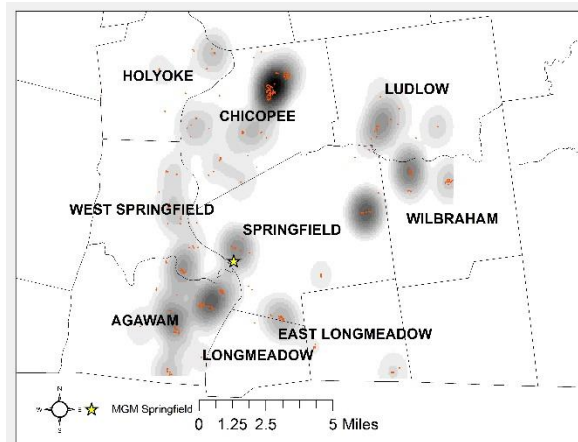 HOLYOKE
LUDLOW
CHICOPEE
WEST SPRINGFIELD
SPRINGFIELD
WILBRAHAM
AGAWAM
EAST LONGMEADOW
LONGMEADOW
N
W E
S
MGM Springfield
0 1.25 2.5 5 Miles